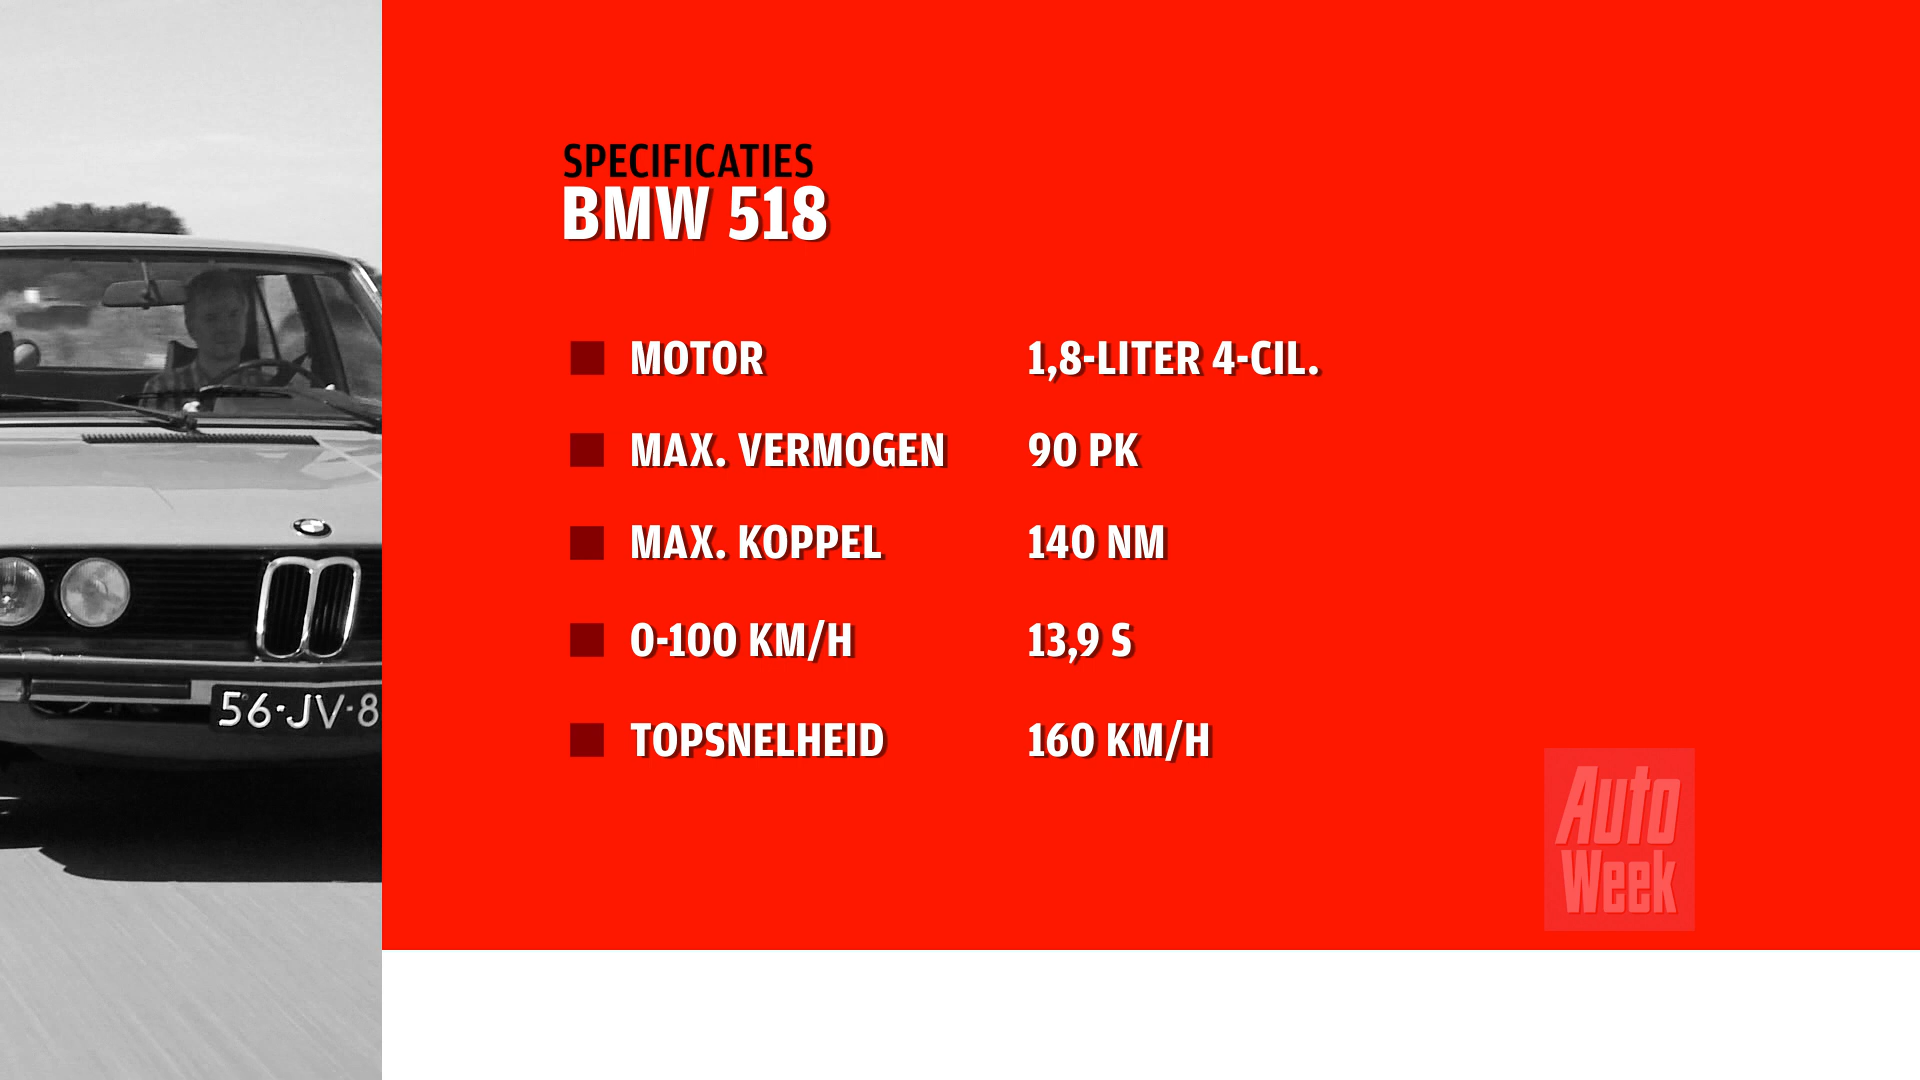 SPECIFICATIES
BMW 518
MOTOR 1,8-LITER 4-CIL.
MAX. VERMOGEN 90 PK
MAX. KOPPEL 140 NM
0-100 KM/H 13,9 S
TOPSNELHEID 160 KM/H
56-JV-8
Auto
Week